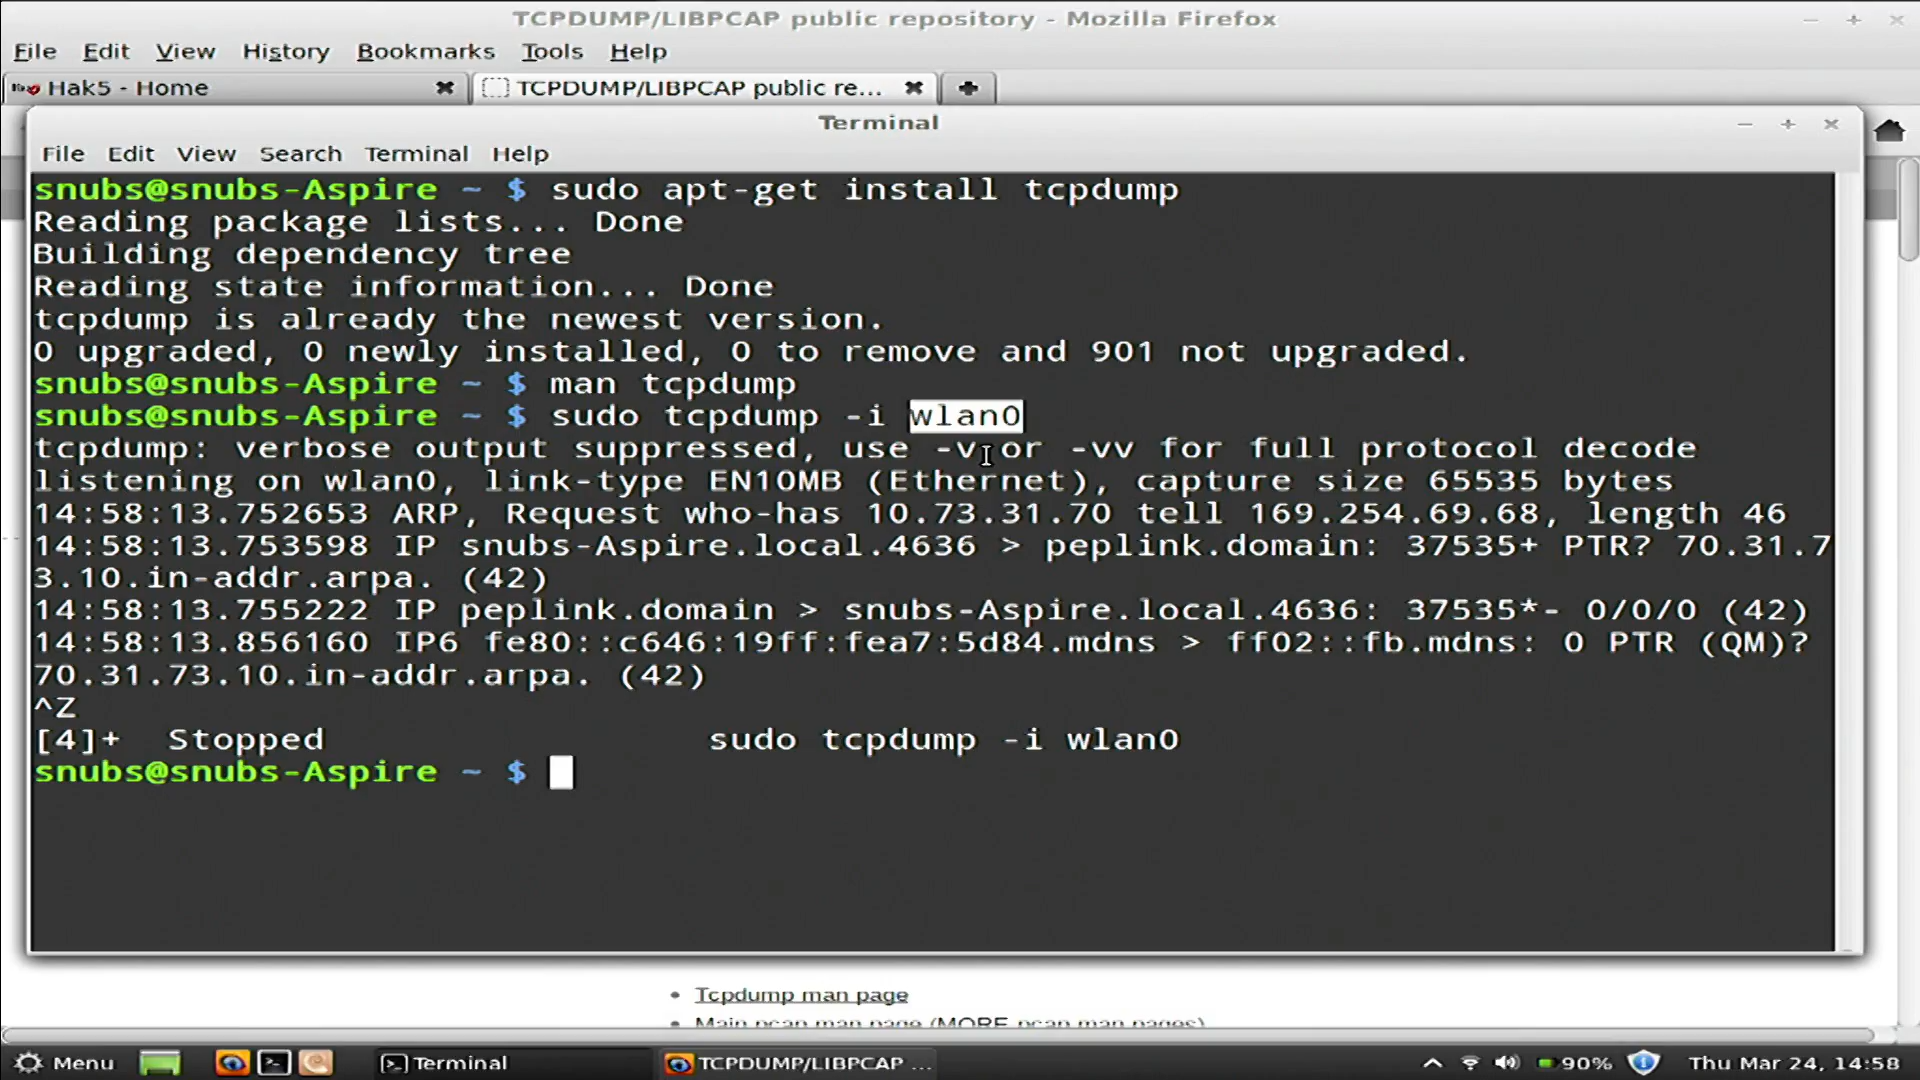 TCPDUMP/LIBPCAP public repository - Mozilla Firefox
File Edit View History Bookmarks Tools Help
Hak5 - Home
TCPDUMP/LIBPCAP public re...
Terminal
File Edit View Search Terminal Help
snubs@snubs-Aspire ~ $ sudo apt-get install tcpdump
Reading package lists... Done
Building dependency tree
Reading state information... Done
tcpdump is already the newest version.
0 upgraded, 0 newly installed, 0 to remove and 901 not upgraded.
snubs@snubs-Aspire ~ $ man tcpdump
snubs@snubs-Aspire ~ $ sudo tcpdump -i wlan0
tcpdump: verbose output suppressed, use -v or -vv for full protocol decode
listening on wlan0, link-type EN10MB (Ethernet), capture size 65535 bytes
14:58:13.752653 ARP, Request who-has 10.73.31.70 tell 169.254.69.68, length 46
14:58:13.753598 IP snubs-Aspire.local.4636 > peplink.domain: 37535+ PTR? 70.31.7
3.10.in-addr.arpa. (42)
14:58:13.755222 IP peplink.domain > snubs-Aspire.local.4636: 37535*- 0/0/0 (42)
14:58:13.856160 IP6 fe80::c646:19ff:fea7:5d84.mdns > ff02::fb.mdns: 0 PTR (QM)?
70.31.73.10.in-addr.arpa. (42)
^Z
[4]+ Stopped sudo tcpdump -i wlan0
snubs@snubs-Aspire ~ $
Tcpdump man page
Main pcap man page (MORE pcap man pages)
Menu
Terminal
TCPDUMP/LIBPCAP ...
90%
Thu Mar 24, 14:58